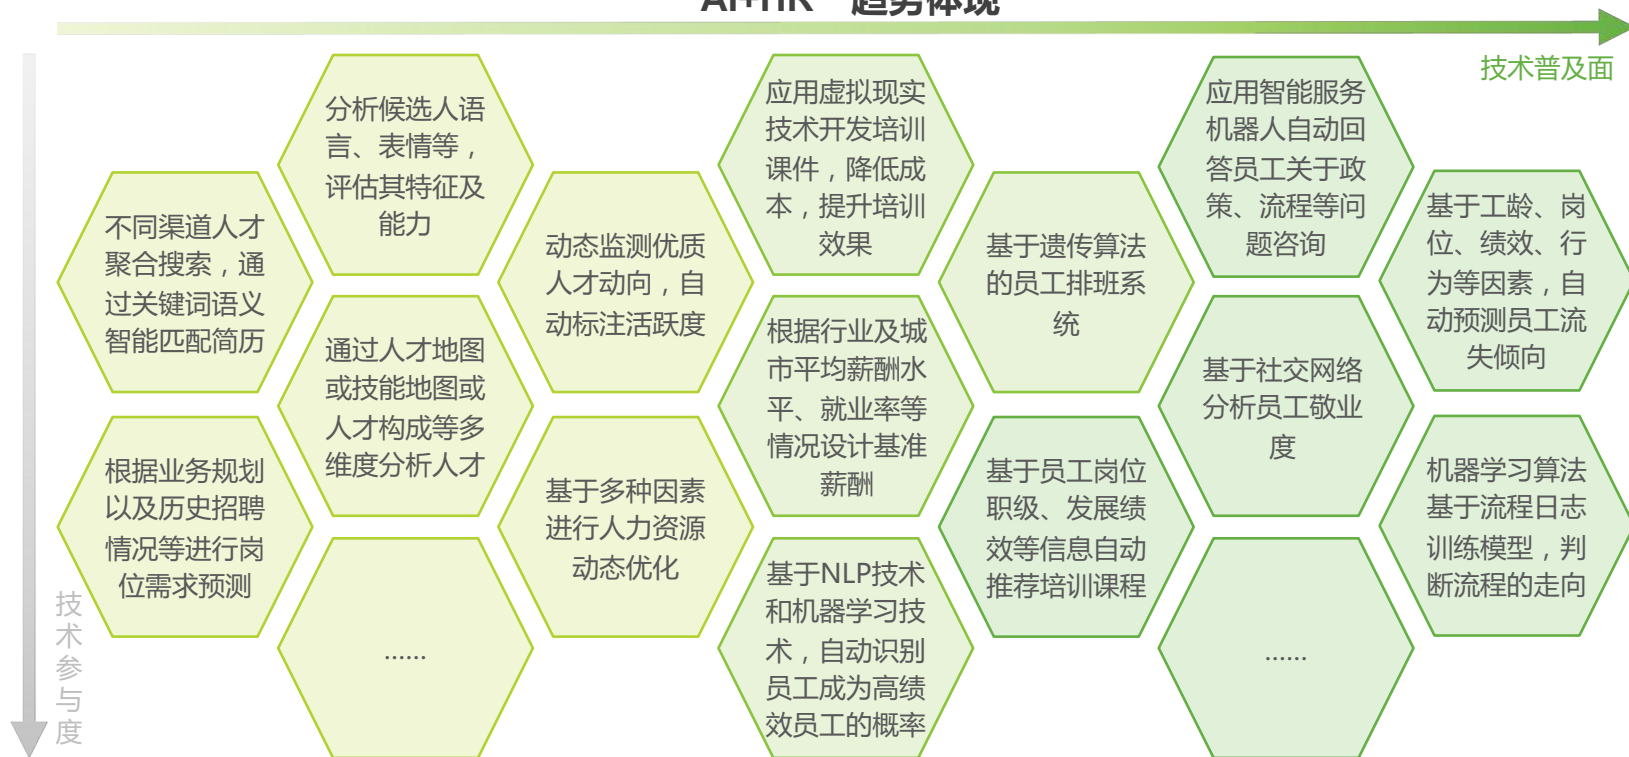 AI+HR 趋势体现
技术普及面
分析候选人语
言、表情等，
评估其特征及
能力
应用虚拟现实
技术开发培训
课件，降低成
本，提升培训
效果
应用智能服务
机器人自动回
答员工关于政
策、流程等问
题咨询
不同渠道人才
聚合搜索，通
过关键词语义
智能匹配简历
动态监测优质
人才动向，自
动标注活跃度
基于遗传算法
的员工排班系
统
基于工龄、岗
位、绩效、行
为等因素，自
动预测员工流
失倾向
通过人才地图
或技能地图或
人才构成等多
维度分析人才
根据行业及城
市平均薪酬水
平、就业率等
情况设计基准
薪酬
基于社交网络
分析员工敬业
度
根据业务规划
以及历史招聘
情况等进行岗
位需求预测
基于多种因素
进行人力资源
动态优化
基于员工岗位
职级、发展绩
效等信息自动
推荐培训课程
机器学习算法
基于流程日志
训练模型，判
断流程的走向
......
基于NLP技术
和机器学习技
术，自动识别
员工成为高绩
效员工的概率
......
技术参与度